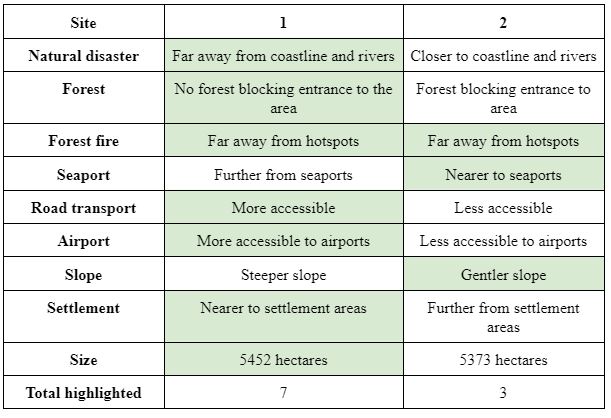 Site 1 2
Natural disaster Far away from coastline and rivers Closer to coastline and rivers
Forest No forest blocking entrance to the Forest blocking entrance to
area area
Forest fire Far away from hotspots Far away from hotspots
Seaport Further from seaports Nearer to seaports
Road transport More accessible Less accessible
Airport More accessible to airports Less accessible to airports
Slope Steeper slope Gentler slope
Settlement Nearer to settlement areas Further from settlement
areas
Size 5452 hectares 5373 hectares
Total highlighted 7 3